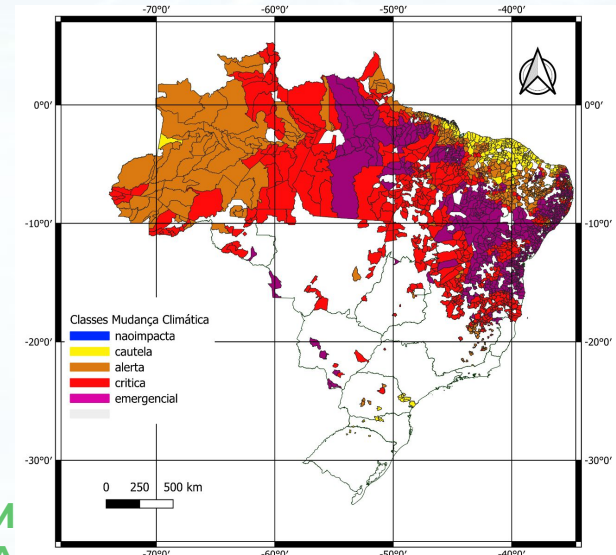 -70°0' -60°0' -50°0' -40°0'
0°0' 0°0'
-10°0' -10°0'
Classes Mudança Climática
naoimpacta
cautela
-20°0' -20°0'
alerta
critica
emergencial
-30°0' -30°0'
0 250 500 km
M
A
-70°0' -60°0' -50°0' -40°0'